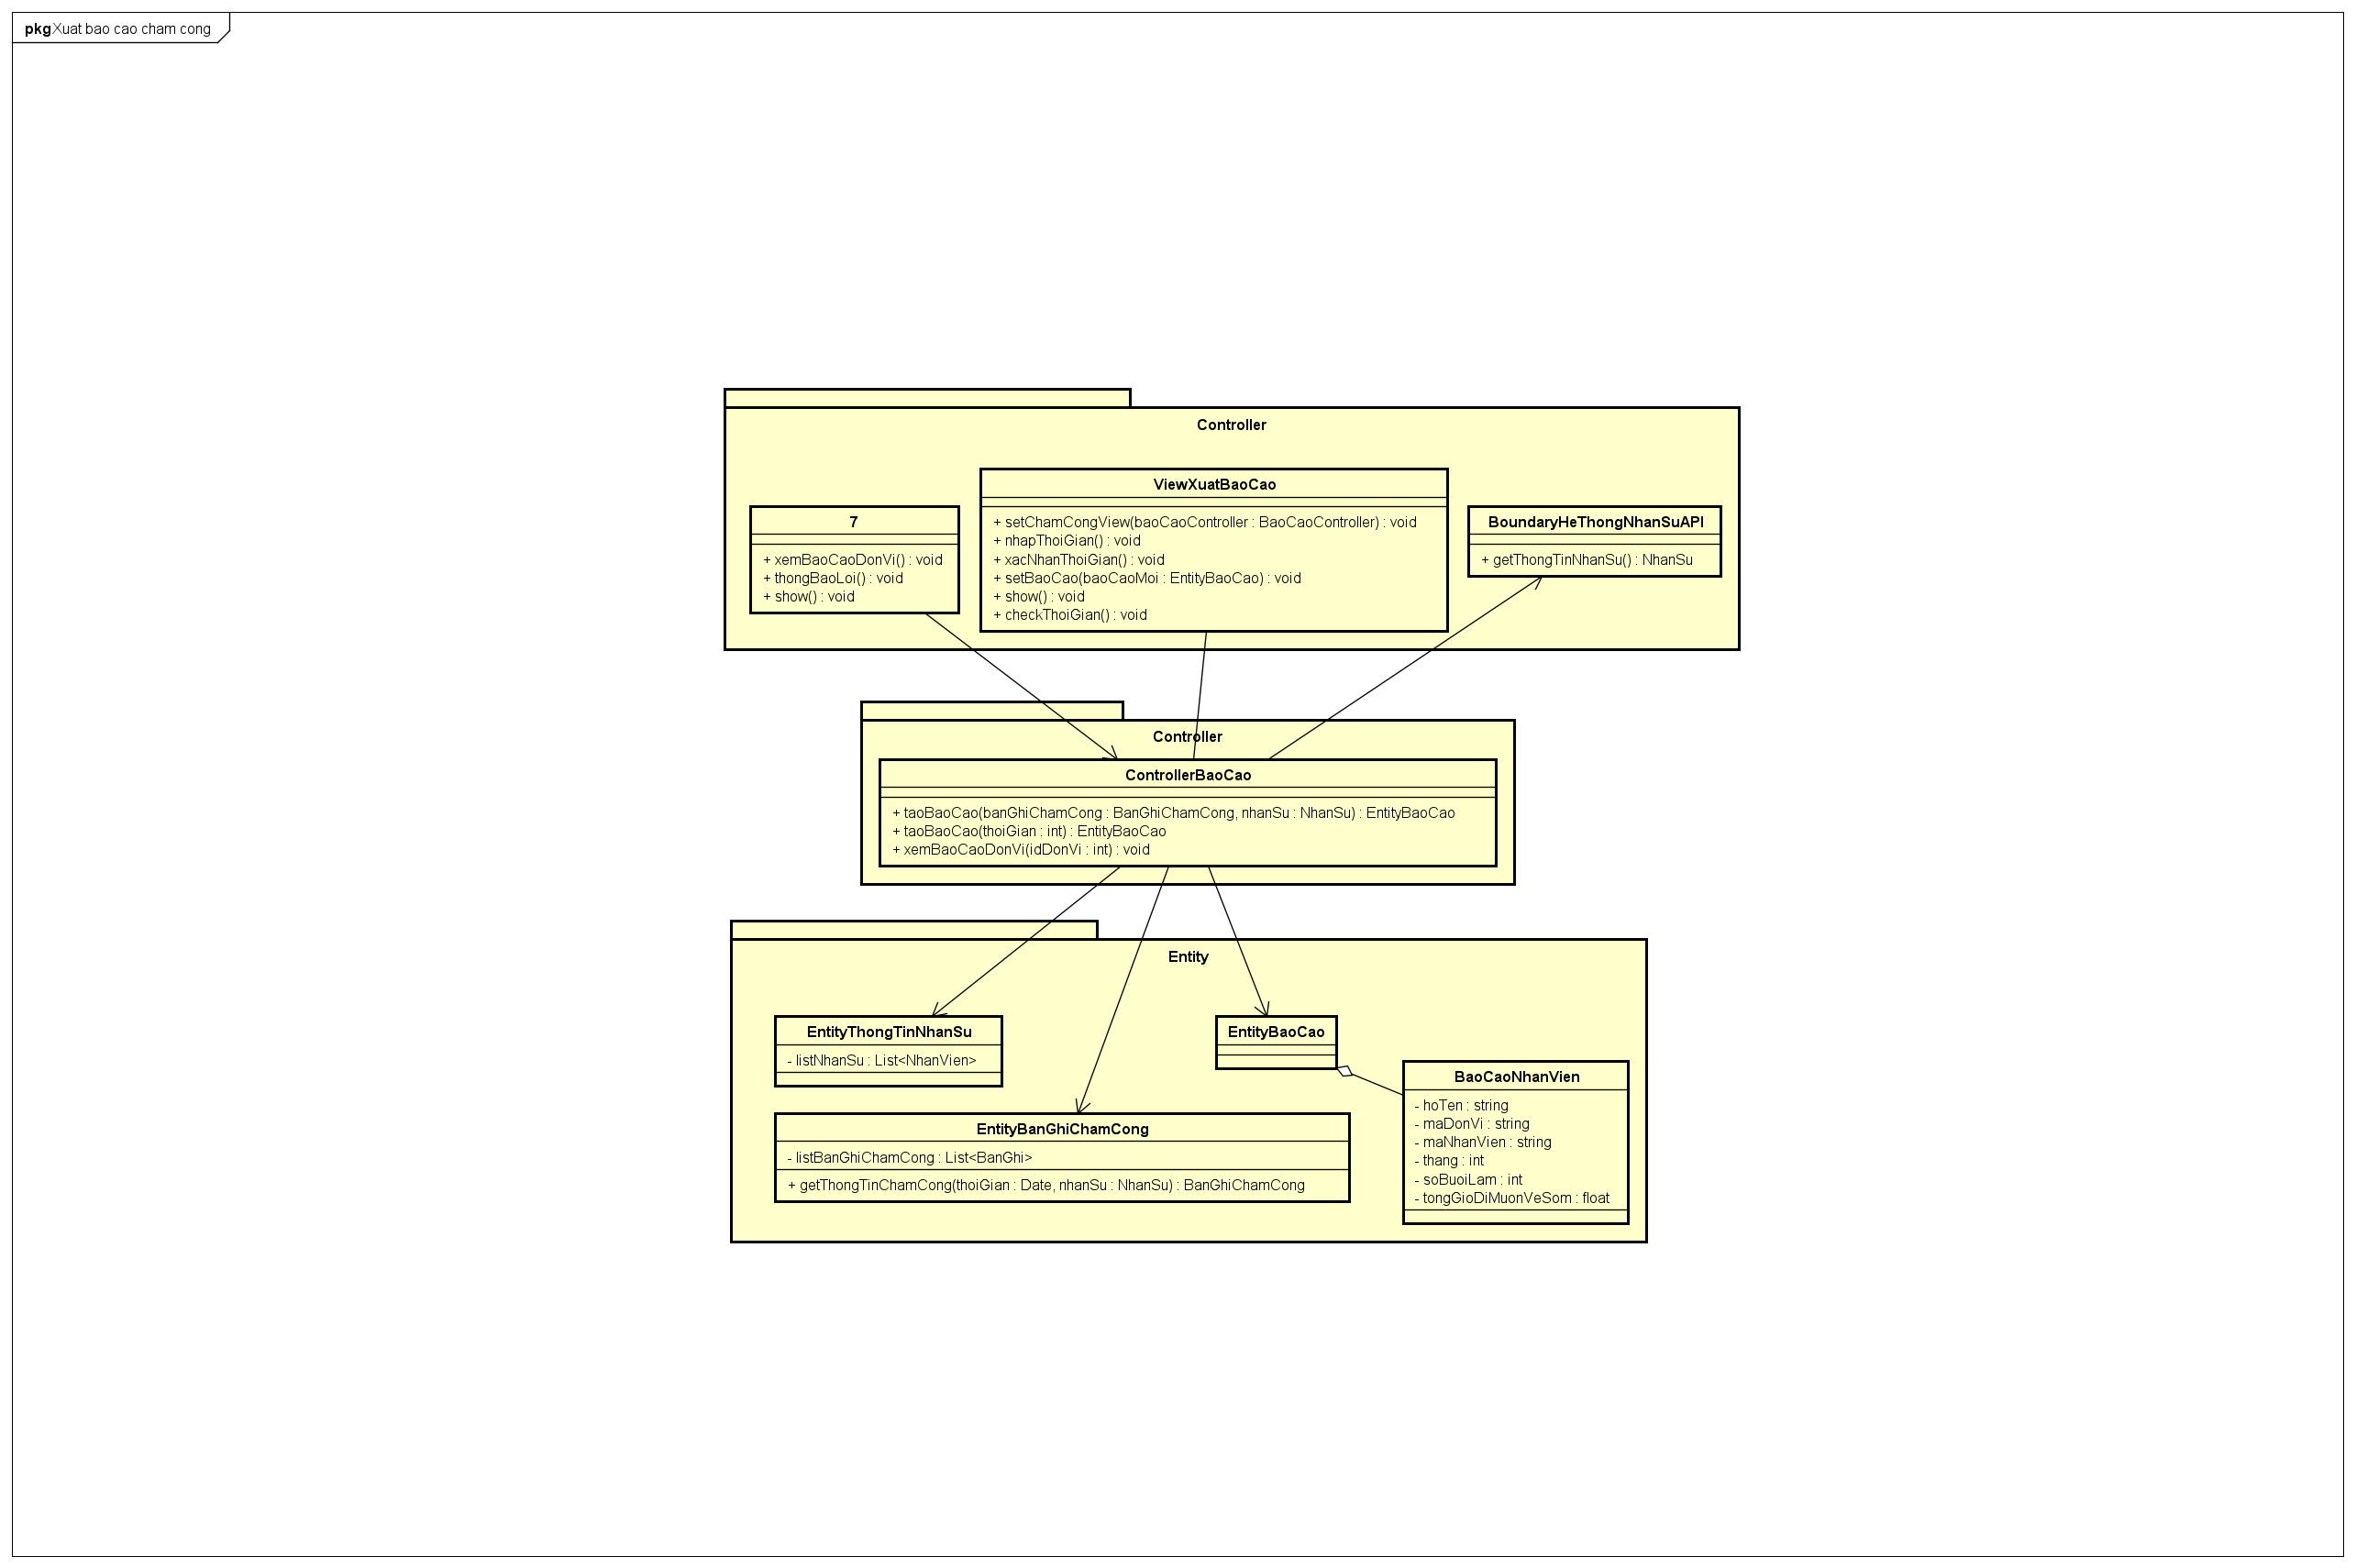 pkg Xuat bao cao cham cong
Controller
7
+ xemBaoCaoDonVi() : void
+ thongBaoLoi() : void
+ show() : void
ViewXuatBaoCao
+ setChamCongView(baoCaoController : BaoCaoController) : void
+ nhapThoiGian() : void
+ xacNhanThoiGian() : void
+ setBaoCao(baoCaoMoi : EntityBaoCao) : void
+ show() : void
+ checkThoiGian() : void
BoundaryHeThongNhanSuAPI
+ getThongTinNhanSu() : NhanSu
Controller
ControllerBaoCao
+ taoBaoCao(banGhiChamCong : BanGhiChamCong, nhanSu : NhanSu) : EntityBaoCao
+ taoBaoCao(thoiGian : int) : EntityBaoCao
+ xemBaoCaoDonVi(idDonVi : int) : void
Entity
EntityThongTinNhanSu
- listNhanSu : List<NhanVien>
EntityBaoCao
EntityBanGhiChamCong
- listBanGhiChamCong : List<BanGhi>
+ getThongTinChamCong(thoiGian : Date, nhanSu : NhanSu) : BanGhiChamCong
BaoCaoNhanVien
- hoTen : string
- maDonVi : string
- maNhanVien : string
- thang : int
- soBuoiLam : int
- tongGioDiMuonVeSom : float